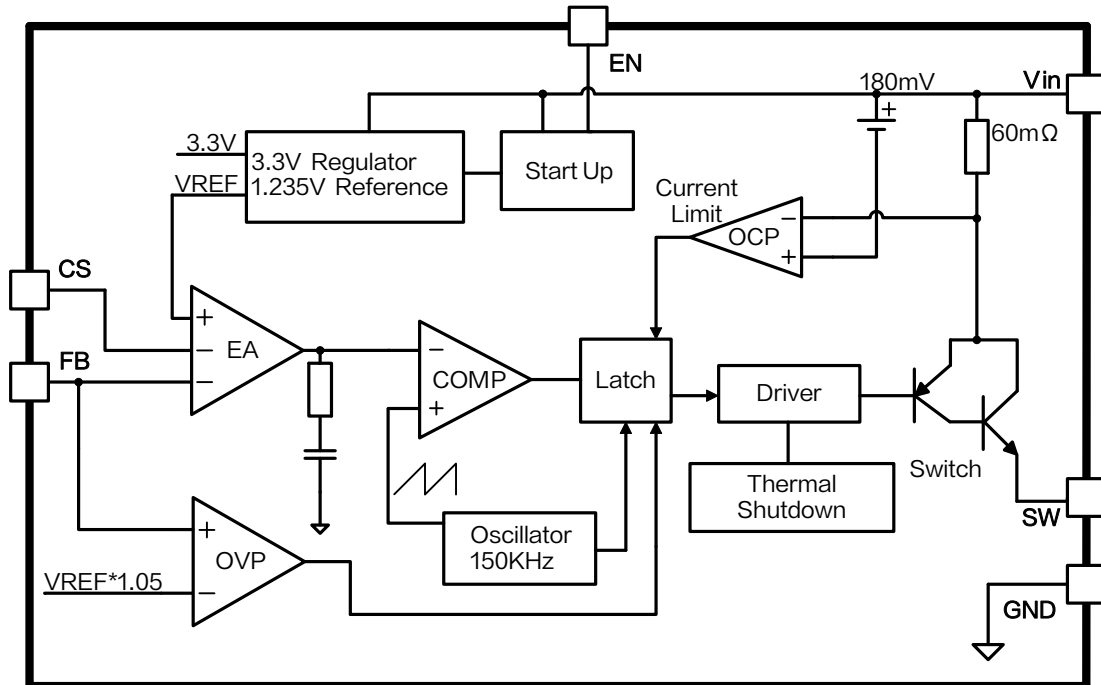 EN
180mV
Vin
+
60mΩ
3.3V
3.3V Regulator
VREF
1.235V Reference
Start Up
Current
Limit
−
OCP
+
CS
+
EA
−
−
FB
−
COMP
+
Latch
Driver
Switch
Thermal
Shutdown
SW
Oscillator
150KHz
+
OVP
VREF*1.05
−
GND